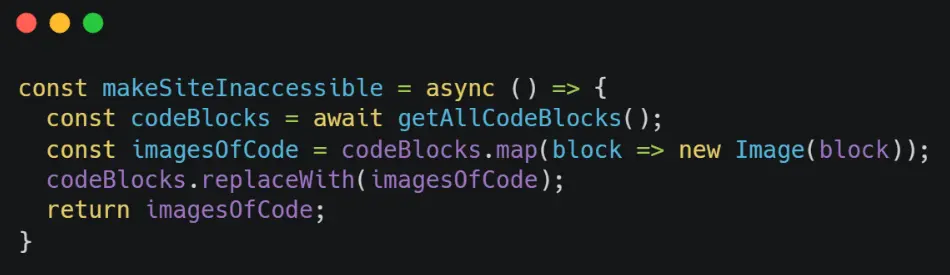 const makeSiteInaccessible = async () => {
  const codeBlocks = await getAllCodeBlocks();
  const imagesOfCode = codeBlocks.map(block => new Image(block));
  codeBlocks.replaceWith(imagesOfCode);
  return imagesOfCode;
}